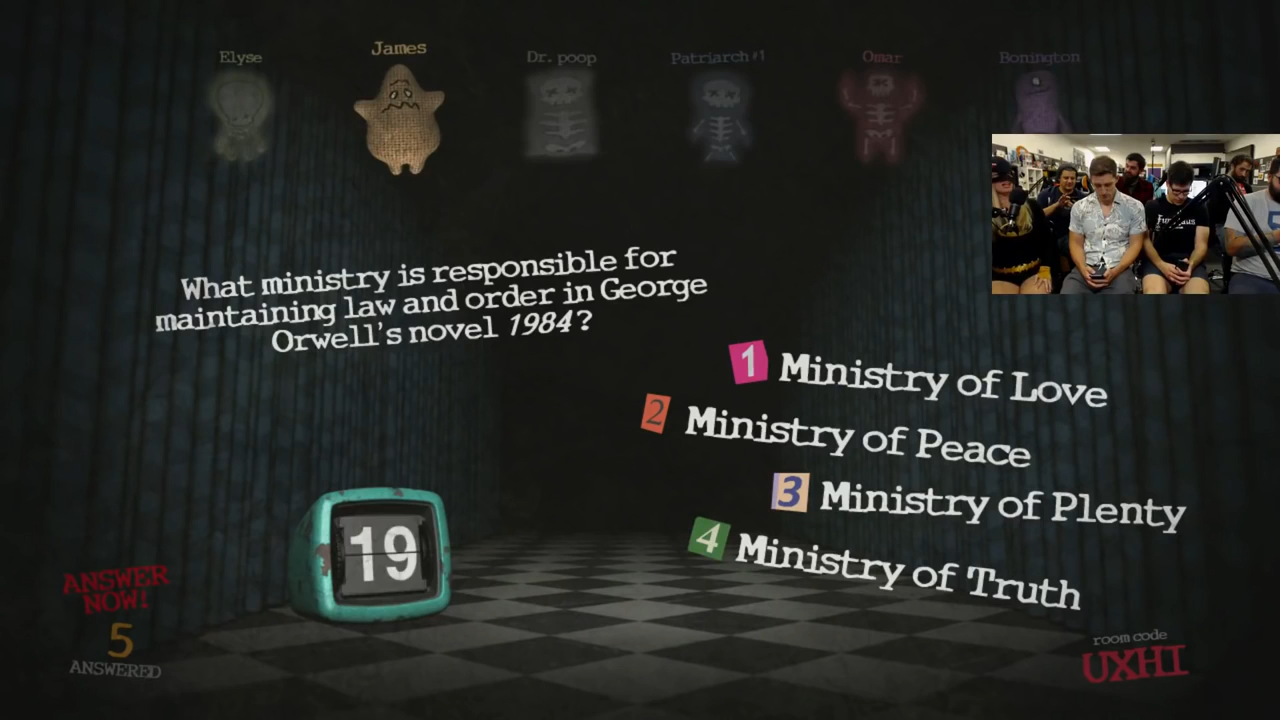 Elyse
James
Dr. poop
Patriarch #1
Omar
Bonington
What ministry is responsible for
maintaining law and order in George
Orwell's novel 1984?
1 Ministry of Love
2 Ministry of Peace
3 Ministry of Plenty
4 Ministry of Truth
19
ANSWER
NOW!
5
ANSWERED
room code
UXHI